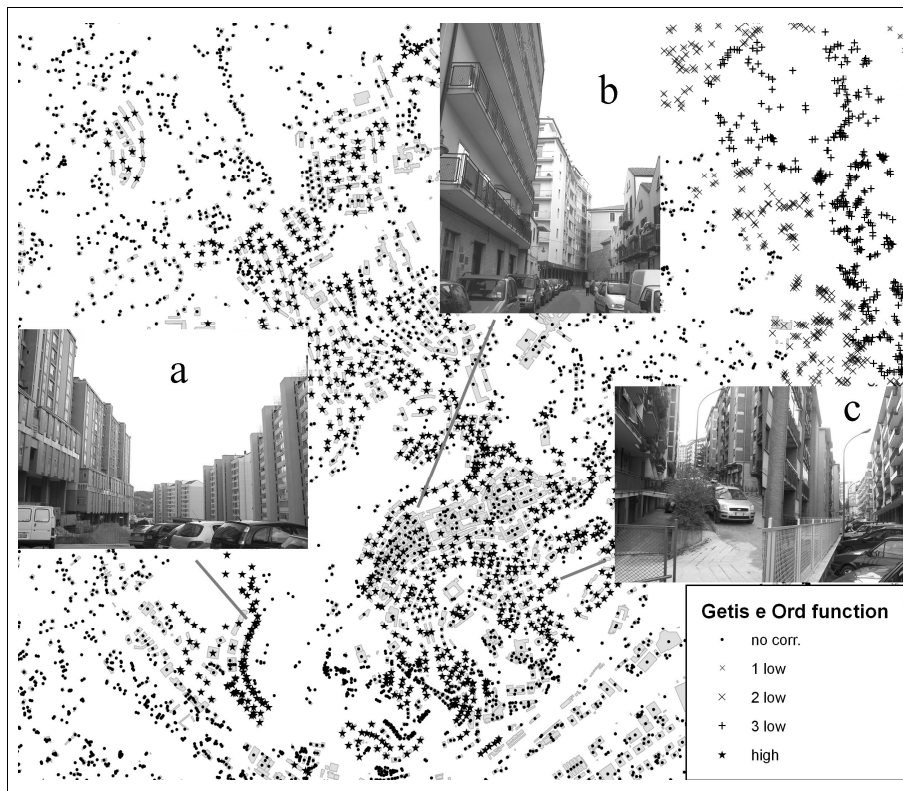 b
a
c
Getis e Ord function
no corr.
1 low
2 low
3 low
high